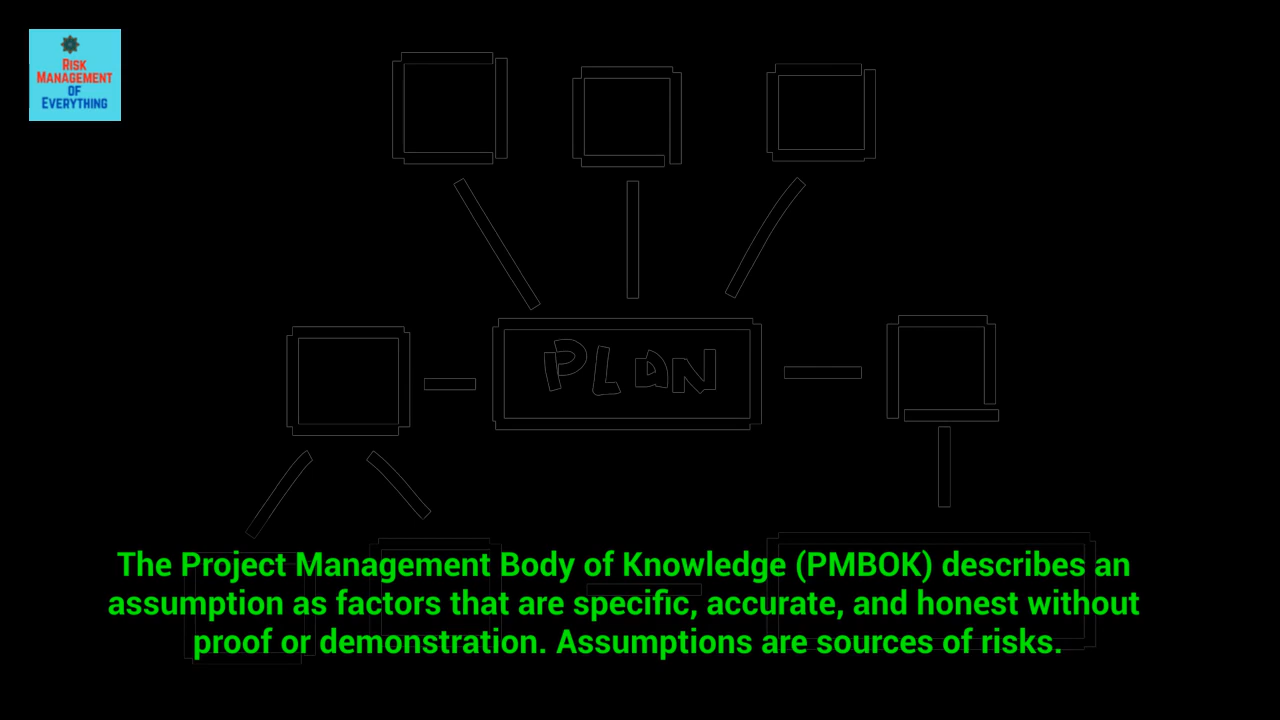 Risk
Management
of
Everything
PLAN
The Project Management Body of Knowledge (PMBOK) describes an
assumption as factors that are specific, accurate, and honest without
proof or demonstration. Assumptions are sources of risks.